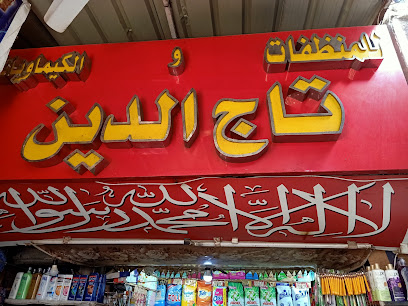 للمنظفات و الكيماويات
تاج الدين
لا إله إلا الله محمد رسول الله